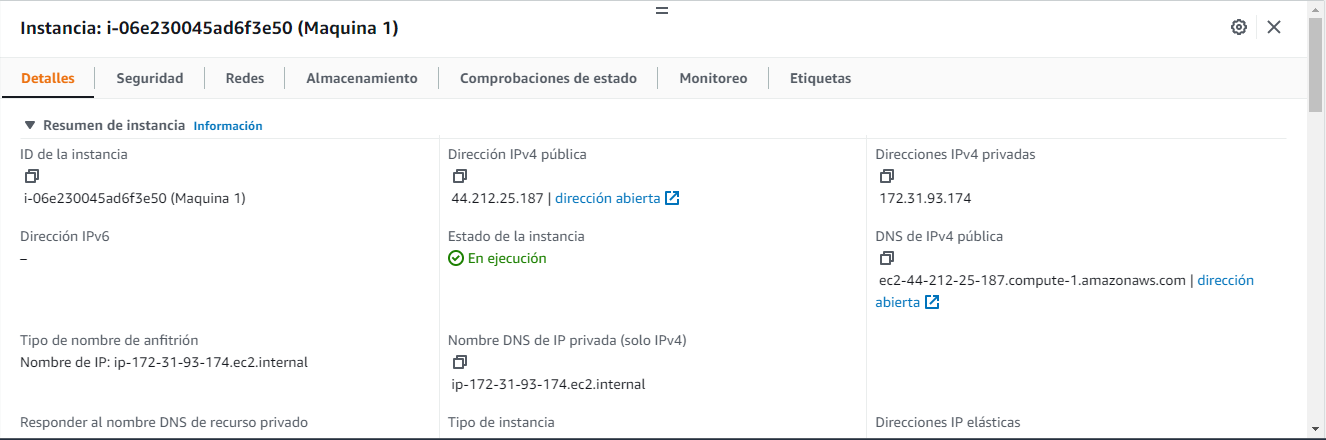 Instancia: i-06e230045ad6f3e50 (Maquina 1)
Detalles
Seguridad
Redes
Almacenamiento
Comprobaciones de estado
Monitoreo
Etiquetas
Resumen de instancia Información
ID de la instancia
i-06e230045ad6f3e50 (Maquina 1)
Dirección IPv4 pública
44.212.25.187 | dirección abierta
Direcciones IPv4 privadas
172.31.93.174
Dirección IPv6
–
Estado de la instancia
En ejecución
DNS de IPv4 pública
ec2-44-212-25-187.compute-1.amazonaws.com | dirección
abierta
Tipo de nombre de anfitrión
Nombre de IP: ip-172-31-93-174.ec2.internal
Nombre DNS de IP privada (solo IPv4)
ip-172-31-93-174.ec2.internal
Responder al nombre DNS de recurso privado
Tipo de instancia
Direcciones IP elásticas